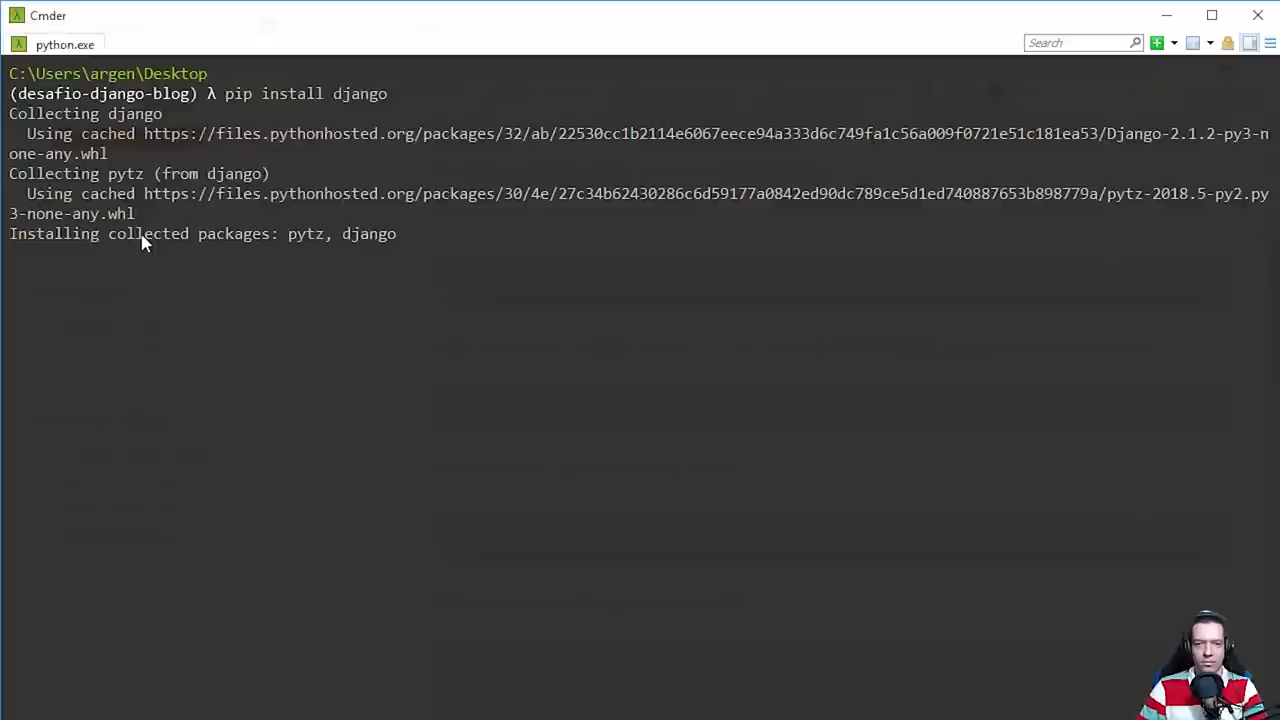 Cmder
python.exe
Search
C:\Users\argen\Desktop
(desafio-django-blog) λ pip install django
Collecting django
  Using cached https://files.pythonhosted.org/packages/32/ab/22530cc1b2114e6067eece94a333d6c749fa1c56a009f0721e51c181ea53/Django-2.1.2-py3-n
one-any.whl
Collecting pytz (from django)
  Using cached https://files.pythonhosted.org/packages/30/4e/27c34b62430286c6d59177a0842ed90dc789ce5d1ed740887653b898779a/pytz-2018.5-py2.py
3-none-any.whl
Installing collected packages: pytz, django